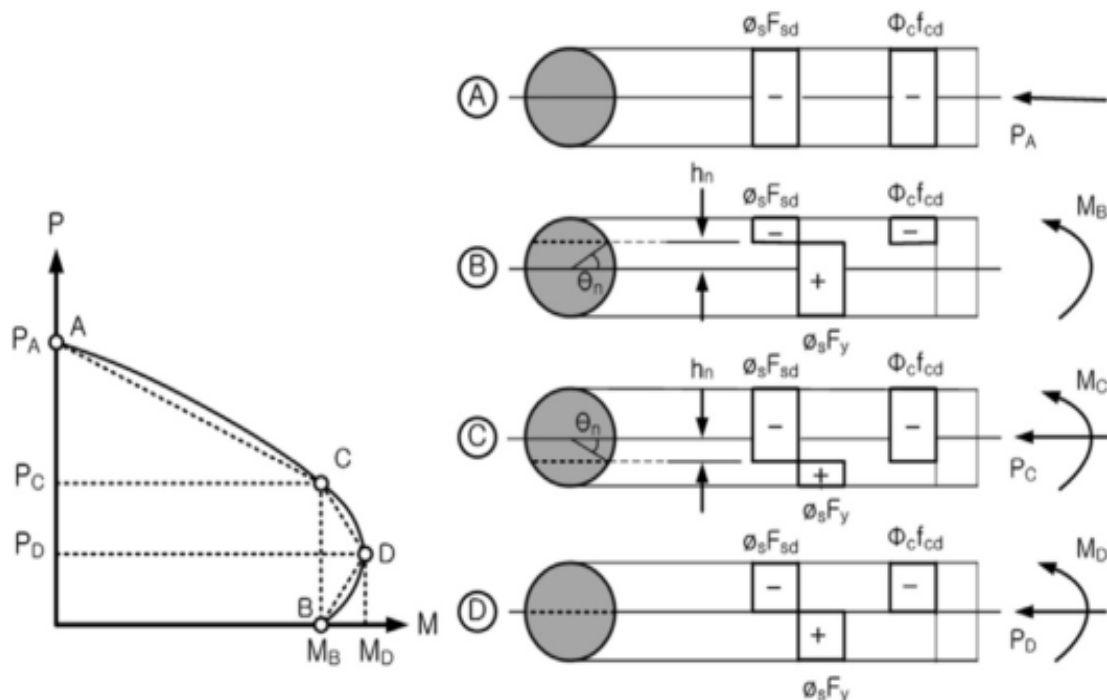 P
P_A
A
P_C
C
P_D
D
B
M
M_B
M_D
ø_sF_sd
Φ_cf_cd
A
−
−
P_A
h_n
ø_sF_sd
Φ_cf_cd
M_B
−
−
B
θ_n
+
ø_sF_y
h_n
ø_sF_sd
Φ_cf_cd
M_C
θ_n
−
−
C
+
P_C
ø_sF_y
ø_sF_sd
Φ_cf_cd
M_D
−
−
D
+
P_D
ø_sF_y